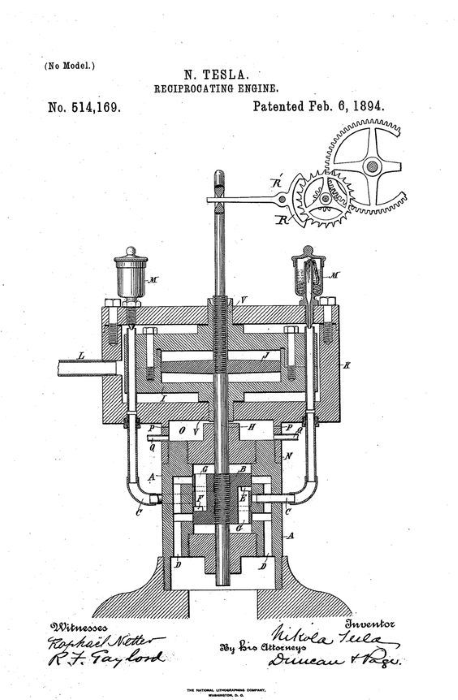 (No Model.)
N. TESLA.
RECIPROCATING ENGINE.
No. 514,169.
Patented Feb. 6, 1894.
R'
R
M
M
V
L
J
K
I
P
O
V
H
P
Q
Q
N
A
G
B
F
E
C
C
G
A
D
D
Witnesses
Raphaël Netter
R. F. Gaylord
Inventor
Nikola Tesla
By his Attorneys
Duncan & Page.
THE NATIONAL LITHOGRAPHING COMPANY,
WASHINGTON, D. C.